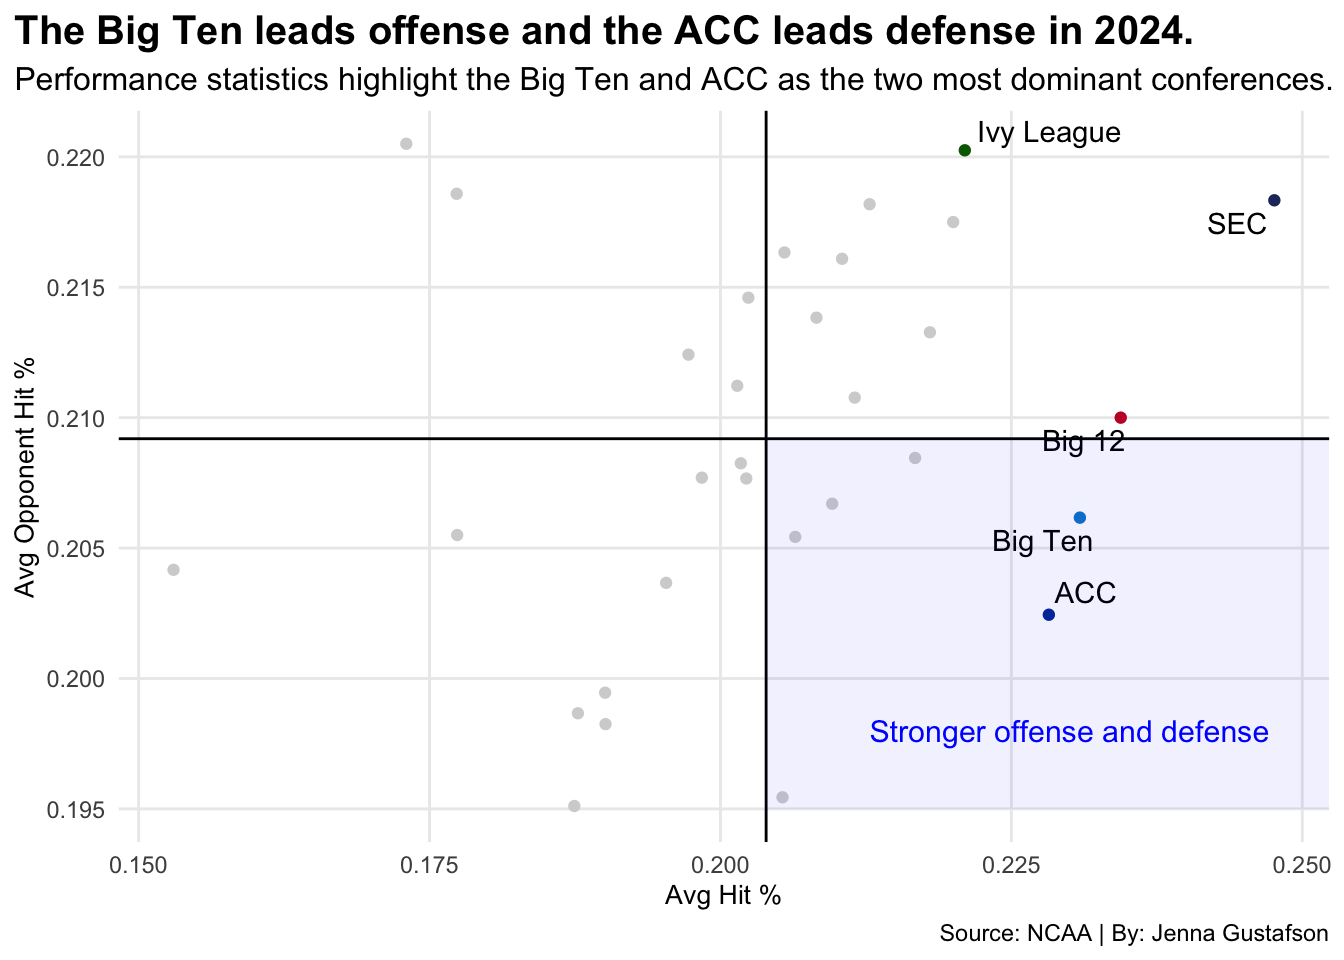 The Big Ten leads offense and the ACC leads defense in 2024.
Performance statistics highlight the Big Ten and ACC as the two most dominant conferences.
Ivy League
0.220
SEC
0.215
Avg Opponent Hit %
0.210
Big 12
Big Ten
0.205
ACC
0.200
Stronger offense and defense
0.195
0.150 0.175 0.200 0.225 0.250
Avg Hit %
Source: NCAA | By: Jenna Gustafson